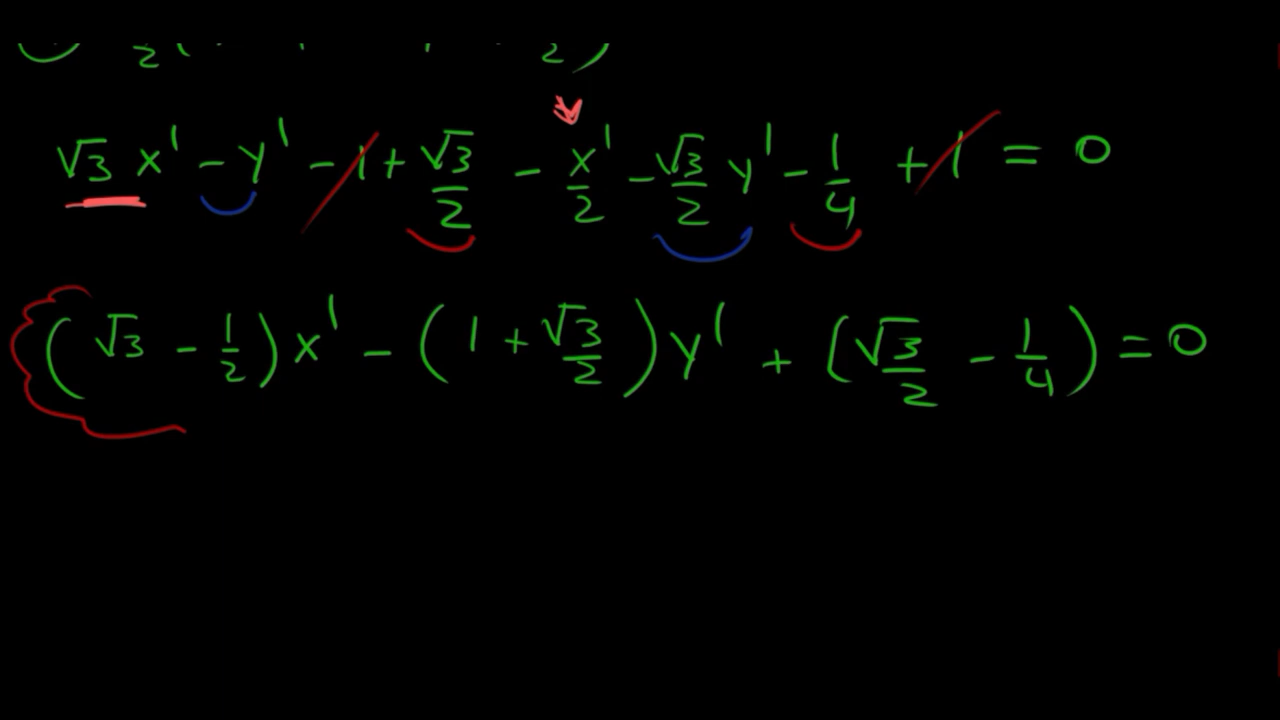 √3 x' - y' - 1 + √3/2 - x'/2 - √3/2 y' - 1/4 + 1 = 0
(√3 - 1/2) x' - (1 + √3/2) y' + (√3/2 - 1/4) = 0